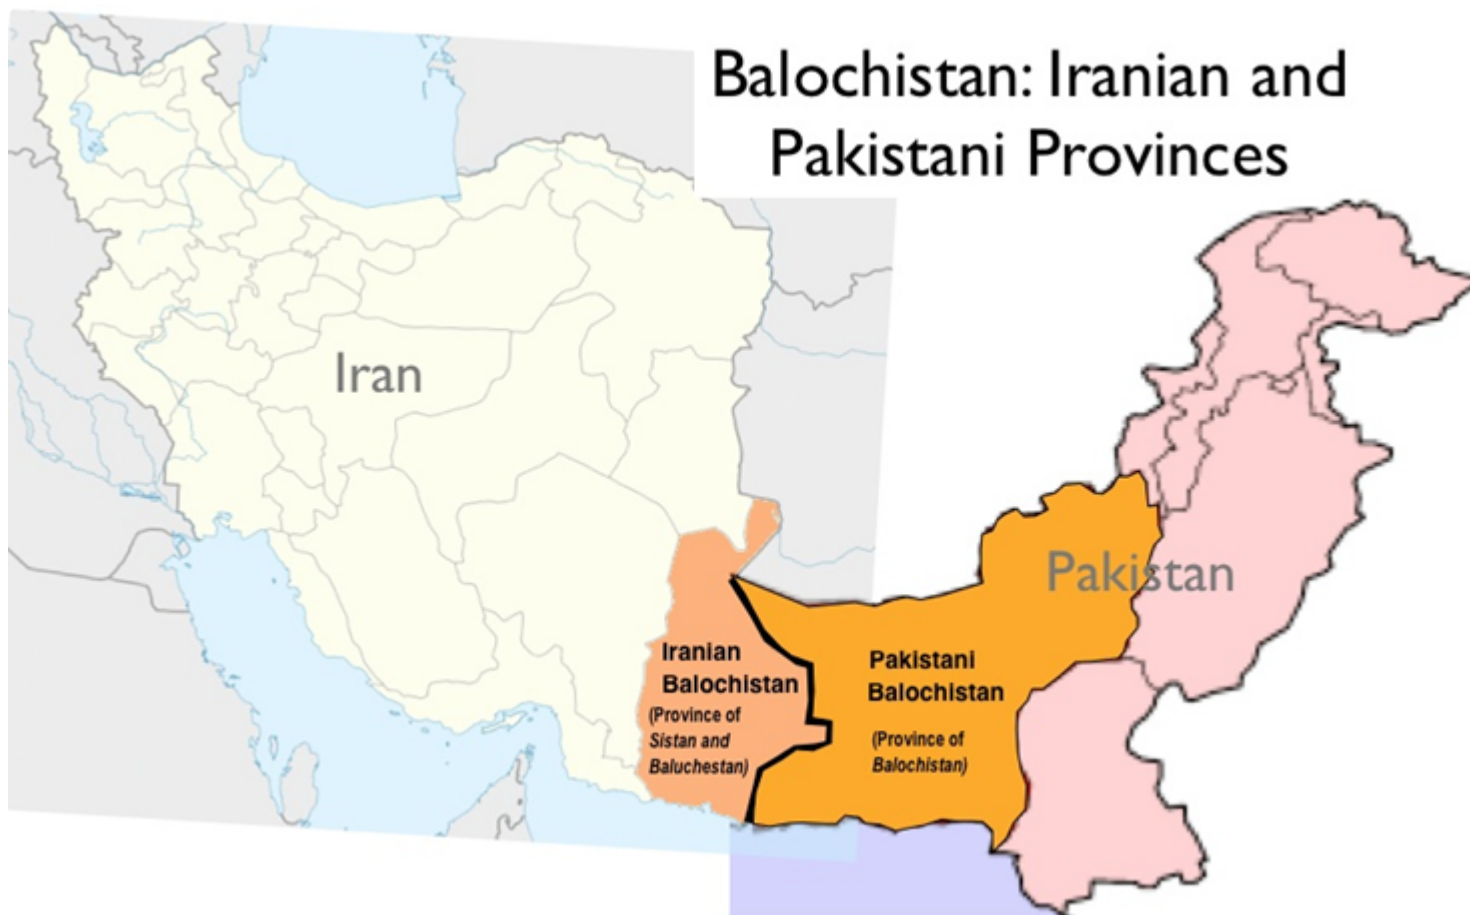 Balochistan: Iranian and
Pakistani Provinces
Iran
Pakistan
Iranian
Balochistan
(Province of
Sistan and
Baluchestan)
Pakistani
Balochistan
(Province of
Balochistan)